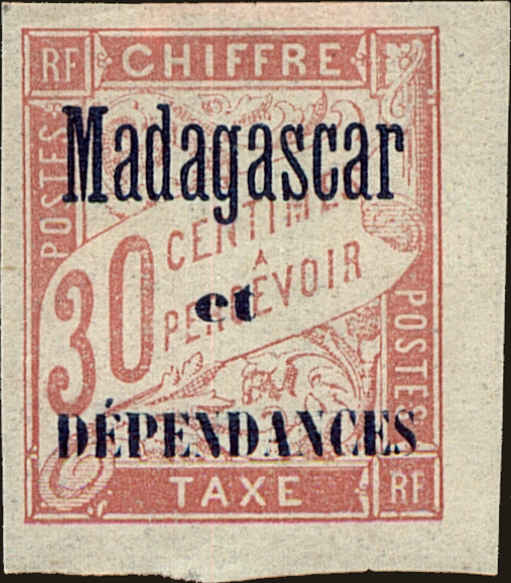 RF CHIFFRE
POSTES
Madagascar
30 CENTIMES
A
et
PERCEVOIR
POSTES
DÉPENDANCES
TAXE RF